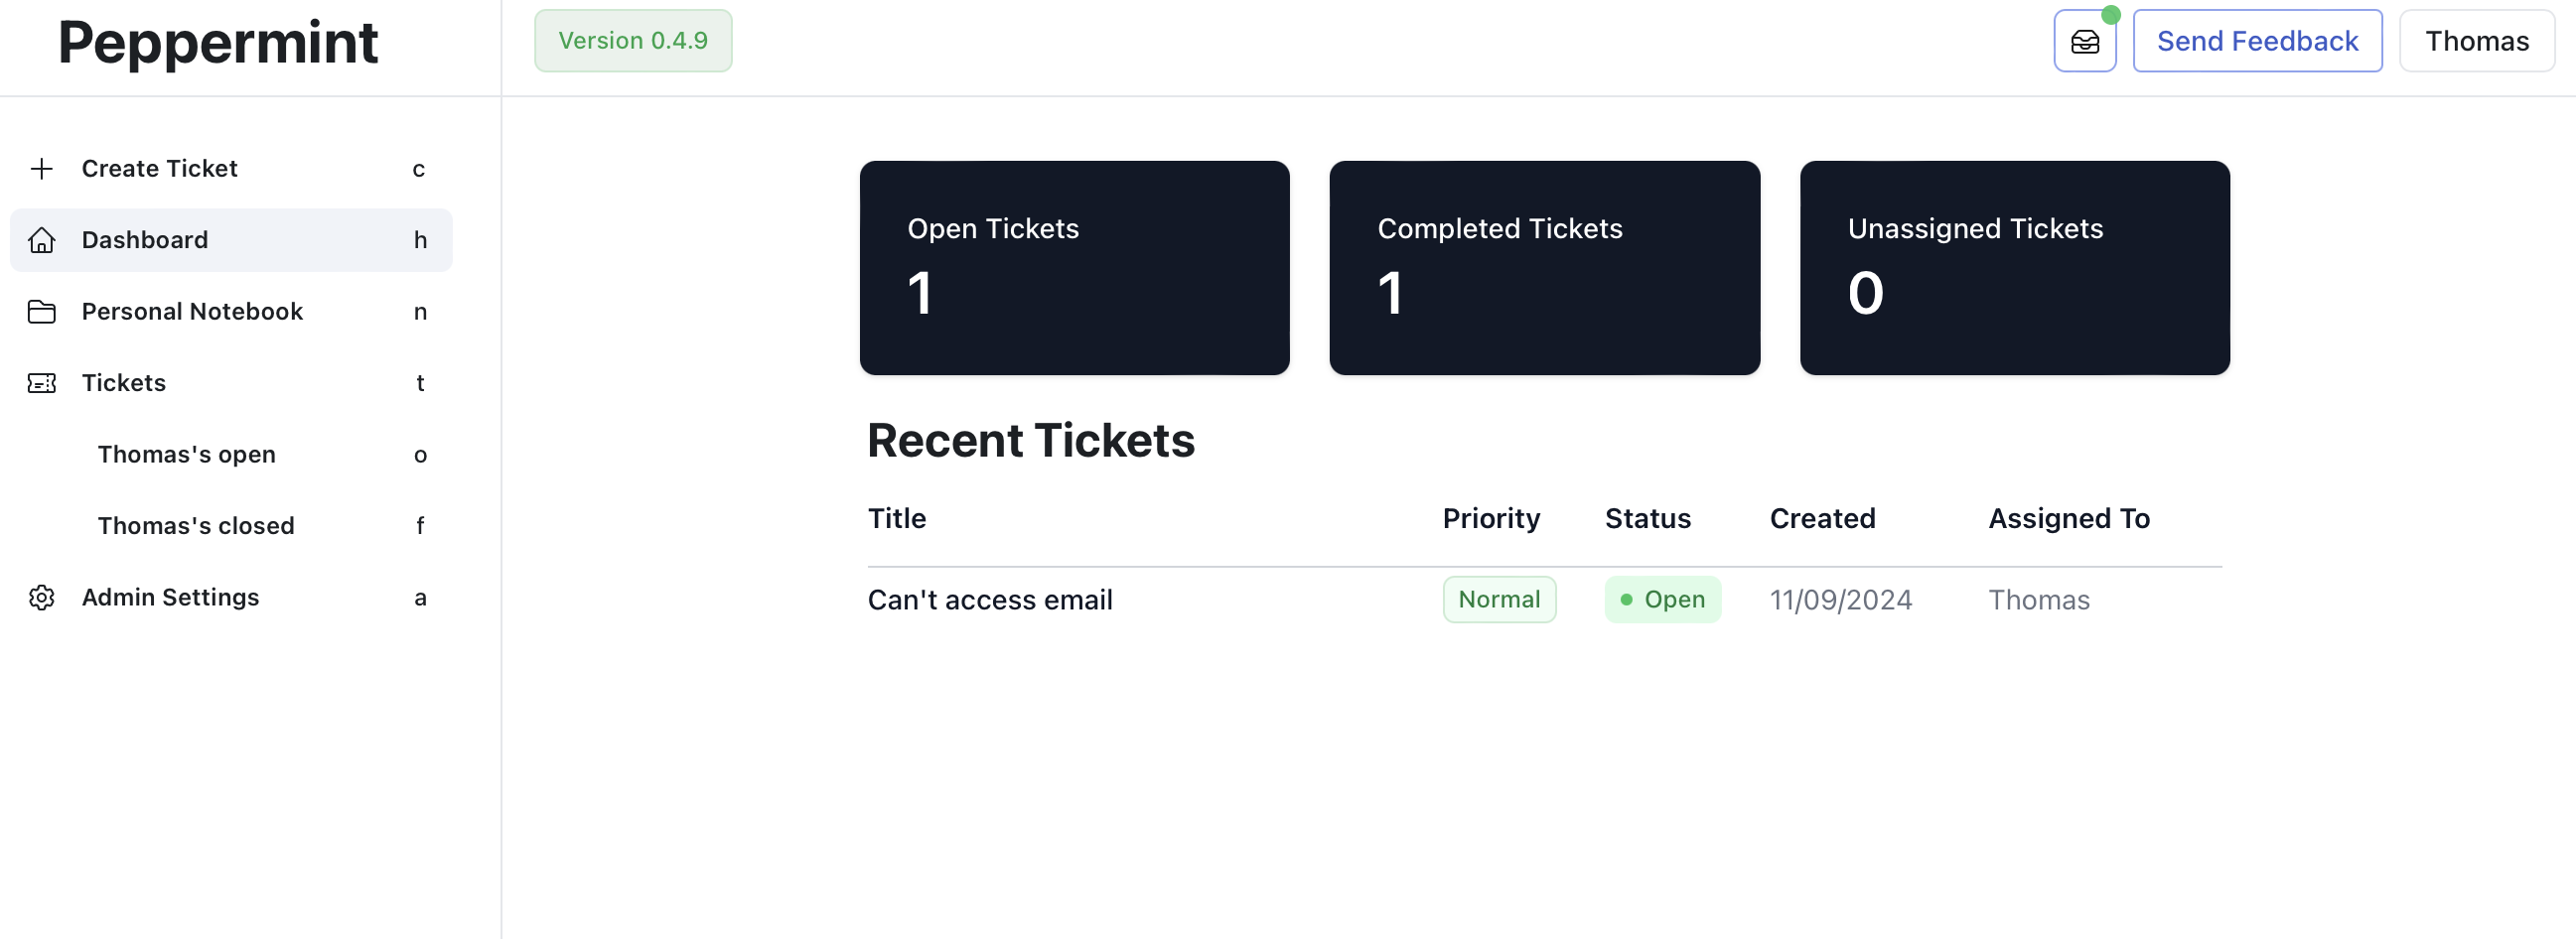 Peppermint
Version 0.4.9
Send Feedback
Thomas
Create Ticket c
Dashboard h
Personal Notebook n
Tickets t
Thomas's open o
Thomas's closed f
Admin Settings a
Open Tickets
1
Completed Tickets
1
Unassigned Tickets
0
Recent Tickets
Title Priority Status Created Assigned To
Can't access email Normal Open 11/09/2024 Thomas